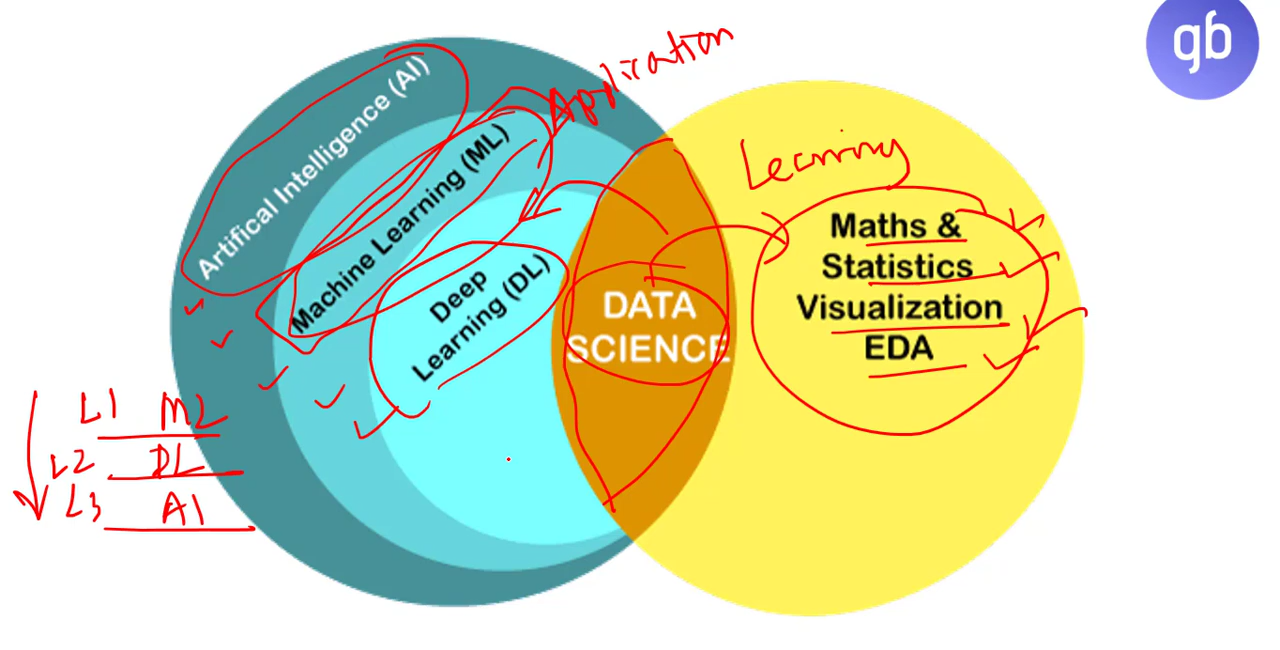 gb
Artifical Intelligence (AI)
Machine Learning (ML)
Deep
Learning (DL)
Application
DATA
SCIENCE
Learning
Maths &
Statistics
Visualization
EDA
L1 ML
L2 DL
L3 AI